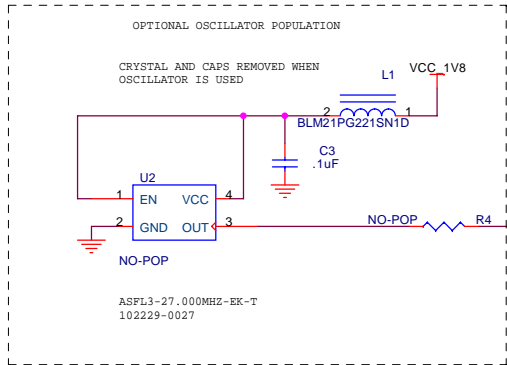 OPTIONAL OSCILLATOR POPULATION
CRYSTAL AND CAPS REMOVED WHEN
OSCILLATOR IS USED
VCC_1V8
L1
2
1
BLM21PG221SN1D
C3
.1uF
U2
1
EN
VCC
4
2
GND
OUT
3
NO-POP
R4
NO-POP
ASFL3-27.000MHZ-EK-T
102229-0027